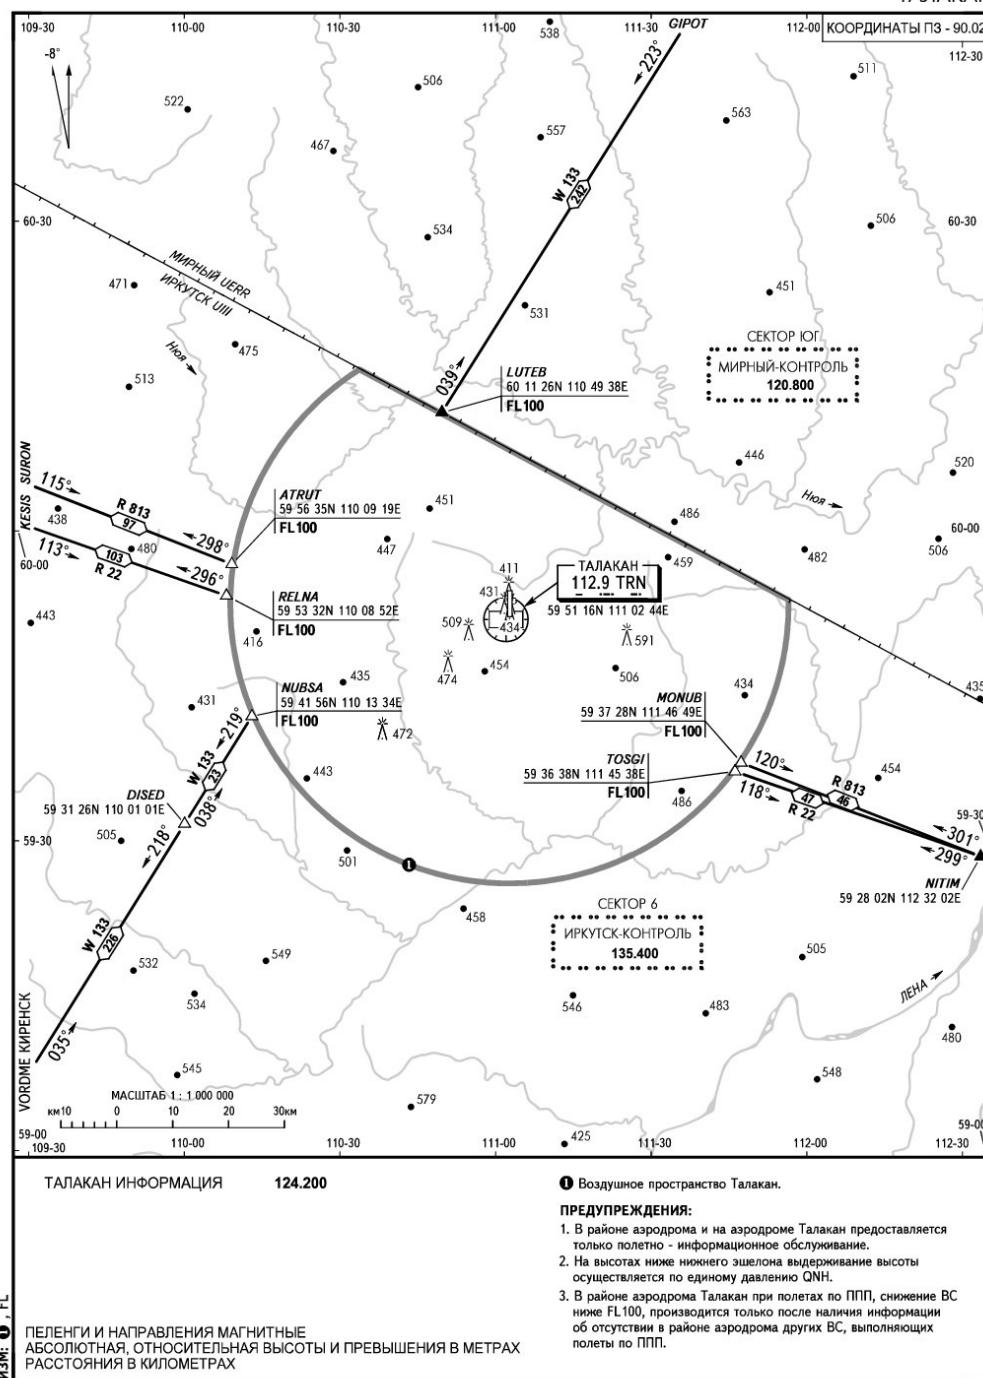 109-30
110-00
110-30
111-00
111-30
112-00
КООРДИНАТЫ ПЗ - 90.02
112-30
-8°
538
GIPOT
223°
511
506
522
563
557
467
W 133
242
60-30
534
506
60-30
МИРНЫЙ UERR
ИРКУТСК UIII
471
451
531
Нюя
475
СЕКТОР ЮГ
МИРНЫЙ-КОНТРОЛЬ
120.800
513
039°
LUTEB
60 11 26N 110 49 38E
FL100
KESIS SURON
115°
R 813
97
298°
438
ATRUT
59 56 35N 110 09 19E
FL100
451
446
520
Нюя
486
113°
103
R 22
480
296°
447
459
482
506
60-00
60-00
411
431
434
ТАЛАКАН
112.9 TRN
59 51 16N 111 02 44E
RELNA
59 53 32N 110 08 52E
FL100
443
416
509
591
474
454
506
435
434
435
431
NUBSA
59 41 56N 110 13 34E
FL100
MONUB
59 37 28N 111 46 49E
FL100
472
219°
W 133
23
038°
443
TOSGI
59 36 38N 111 45 38E
FL100
120°
R 813
46
454
118°
47
R 22
486
DISED
59 31 26N 110 01 01E
218°
59-30
301°
299°
59-30
505
501
1
NITIM
59 28 02N 112 32 02E
СЕКТОР 6
ИРКУТСК-КОНТРОЛЬ
135.400
458
W 133
226
549
532
505
534
546
483
ЛЕНА
480
VORDME КИРЕНСК
035°
545
548
МАСШТАБ 1 : 1 000 000
км10 0 10 20 30км
579
425
59-00
59-00
109-30
110-00
110-30
111-00
111-30
112-00
112-30
ТАЛАКАН ИНФОРМАЦИЯ 124.200
1 Воздушное пространство Талакан.
ПРЕДУПРЕЖДЕНИЯ:
1. В районе аэродрома и на аэродроме Талакан предоставляется
только полетно - информационное обслуживание.
2. На высотах ниже нижнего эшелона выдерживание высоты
осуществляется по единому давлению QNH.
3. В районе аэродрома Талакан при полетах по ППП, снижение ВС
ниже FL100, производится только после наличия информации
об отсутствии в районе аэродрома других ВС, выполняющих
полеты по ППП.
ИЗМ: 1 , FL
ПЕЛЕНГИ И НАПРАВЛЕНИЯ МАГНИТНЫЕ
АБСОЛЮТНАЯ, ОТНОСИТЕЛЬНАЯ ВЫСОТЫ И ПРЕВЫШЕНИЯ В МЕТРАХ
РАССТОЯНИЯ В КИЛОМЕТРАХ